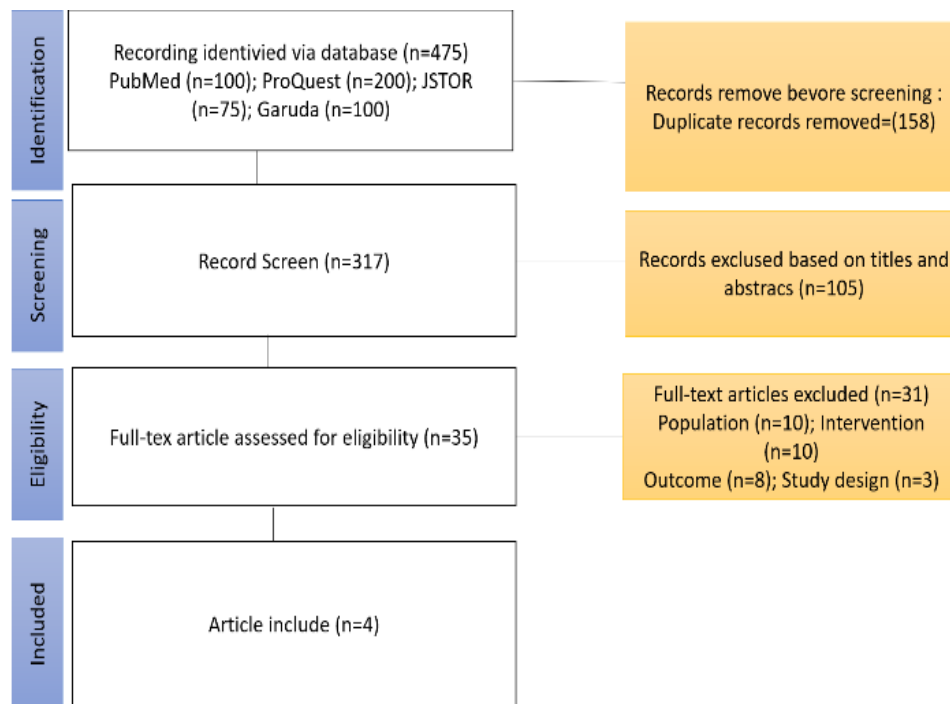 Identification
Recording identivied via database (n=475)
PubMed (n=100); ProQuest (n=200); JSTOR
(n=75); Garuda (n=100)
Records remove bevore screening :
Duplicate records removed=(158)
Screening
Record Screen (n=317)
Records exclused based on titles and
abstracs (n=105)
Eligibility
Full-tex article assessed for eligibility (n=35)
Full-text articles excluded (n=31)
Population (n=10); Intervention
(n=10)
Outcome (n=8); Study design (n=3)
Included
Article include (n=4)